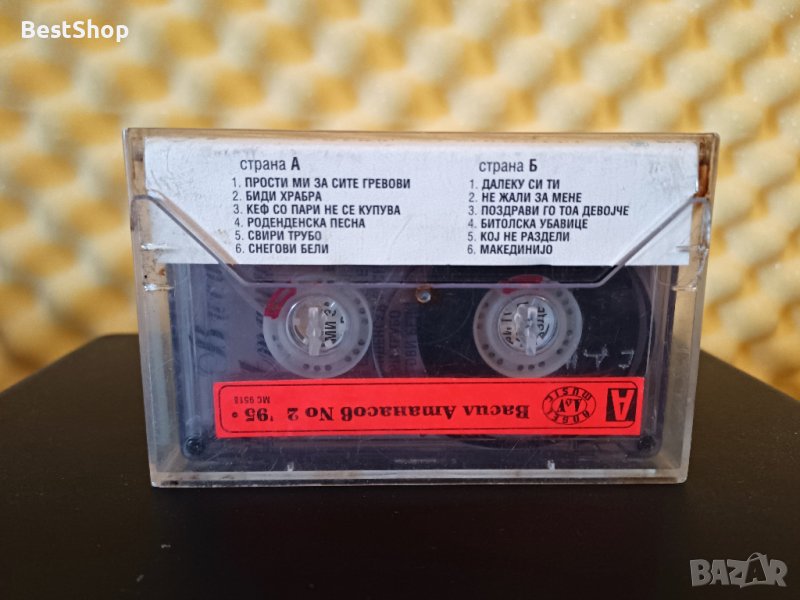 BestShop
страна А
1. ПРОСТИ МИ ЗА СИТЕ ГРЕВОВИ
2. БИДИ ХРАБРА
3. КЕФ СО ПАРИ НЕ СЕ КУПУВА
4. РОДЕНДЕНСКА ПЕСНА
5. СВИРИ ТРУБО
6. СНЕГОВИ БЕЛИ
страна Б
1. ДАЛЕКУ СИ ТИ
2. НЕ ЖАЛИ ЗА МЕНЕ
3. ПОЗДРАВИ ГО ТОА ДЕВОЈЧЕ
4. БИТОЛСКА УБАВИЦЕ
5. КОЈ НЕ РАЗДЕЛИ
6. МАКЕДИНИЈО
A
MUSIC
Васил Атанасов No 2 '95
MC 9518
BAZAR